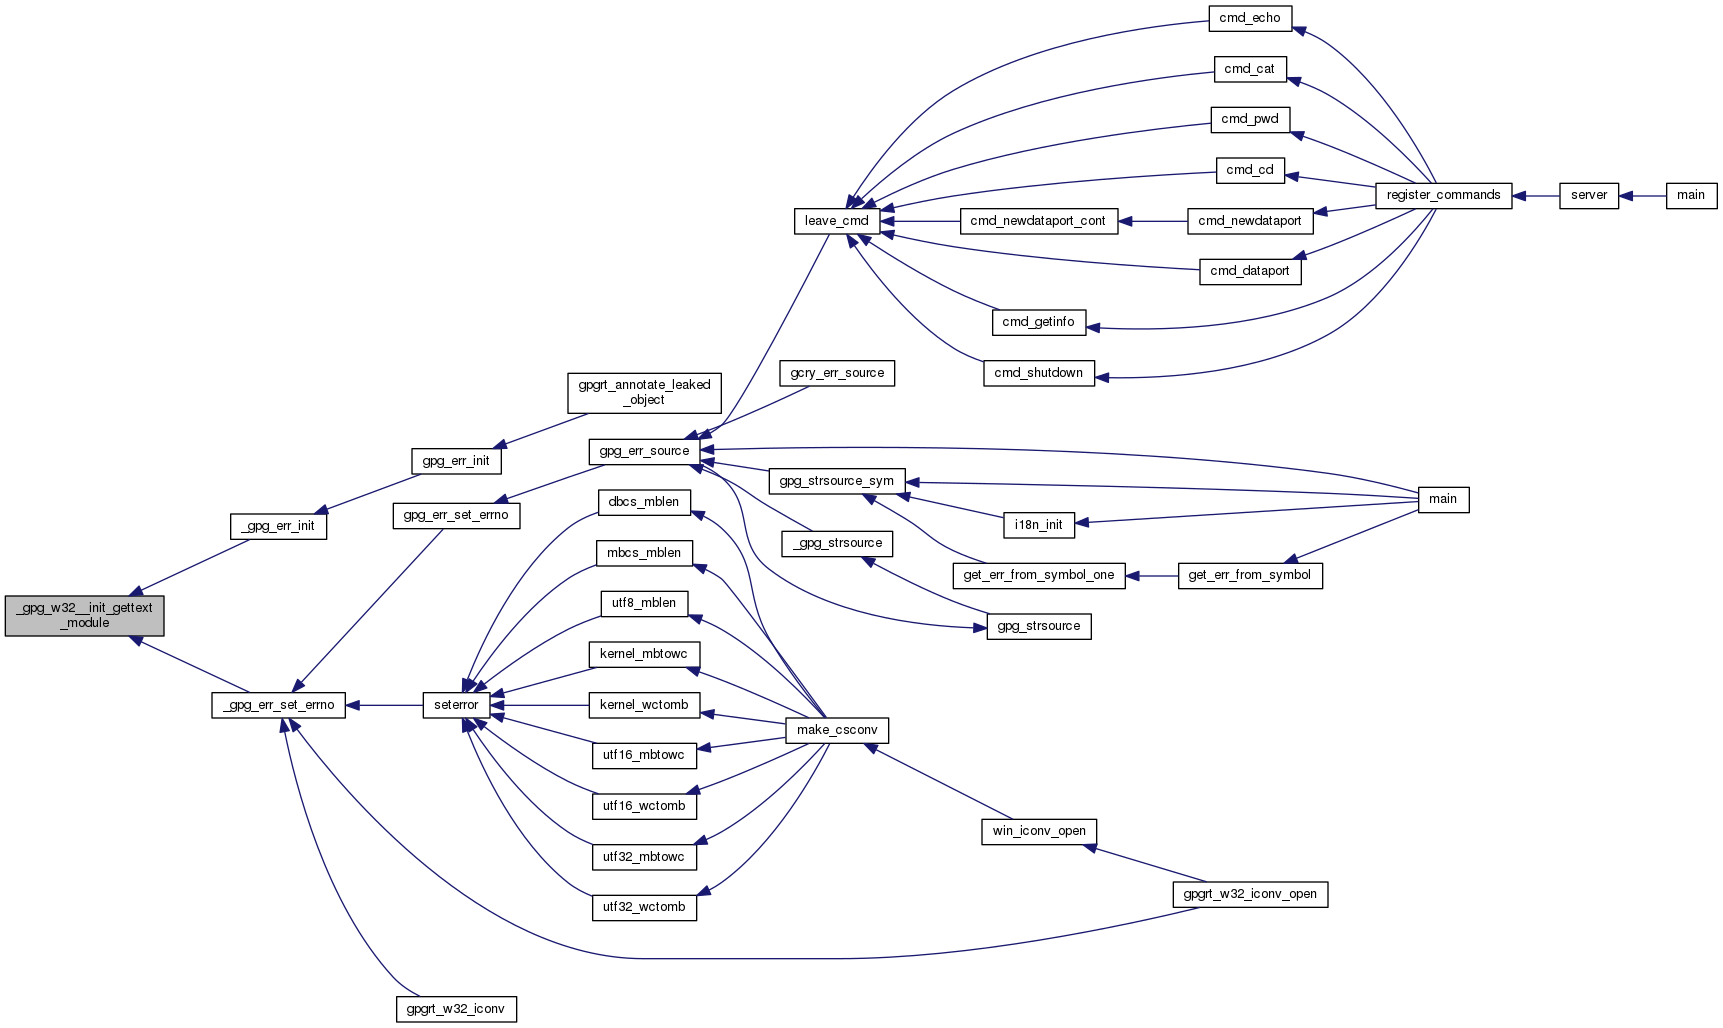 cmd_echo
cmd_cat
cmd_pwd
cmd_cd
register_commands
server
main
leave_cmd
cmd_newdataport_cont
cmd_newdataport
cmd_dataport
cmd_getinfo
cmd_shutdown
gcry_err_source
gpgrt_annotate_leaked
_object
gpg_err_source
gpg_err_init
gpg_strsource_sym
main
dbcs_mblen
gpg_err_set_errno
_gpg_err_init
i18n_init
_gpg_strsource
mbcs_mblen
get_err_from_symbol_one
get_err_from_symbol
_gpg_w32__init_gettext
_module
utf8_mblen
gpg_strsource
kernel_mbtowc
_gpg_err_set_errno
seterror
kernel_wctomb
make_csconv
utf16_mbtowc
utf16_wctomb
win_iconv_open
utf32_mbtowc
gpgrt_w32_iconv_open
utf32_wctomb
gpgrt_w32_iconv